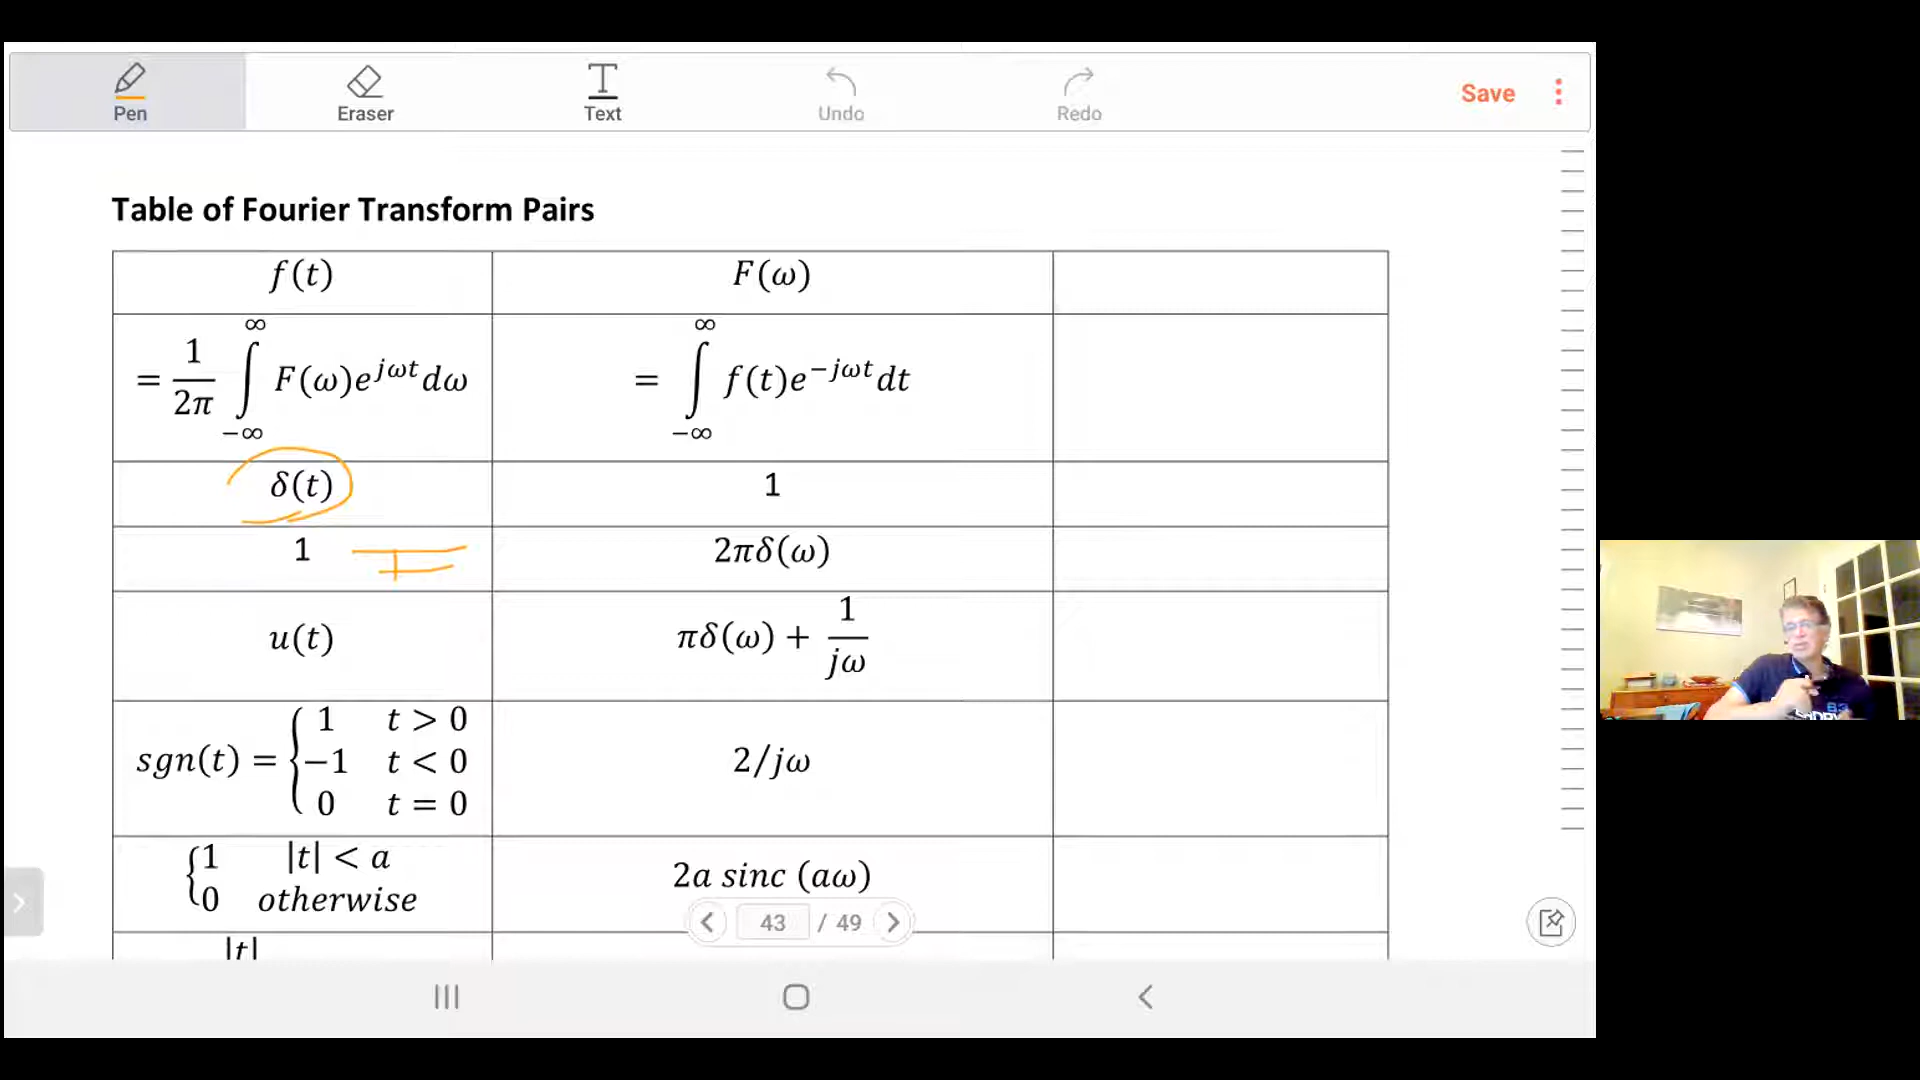 Pen Eraser Text Undo Redo Save
Table of Fourier Transform Pairs
f(t) F(ω)
= 1/2π ∫_{-∞}^{∞} F(ω)e^{jωt}dω = ∫_{-∞}^{∞} f(t)e^{-jωt}dt
δ(t) 1
1 2πδ(ω)
u(t) πδ(ω) + 1/jω
sgn(t) = { 1 t > 0
−1 t < 0 2/jω
0 t = 0
{ 1 |t| < a
0 otherwise 2a sinc (aω)
43 / 49
|t|